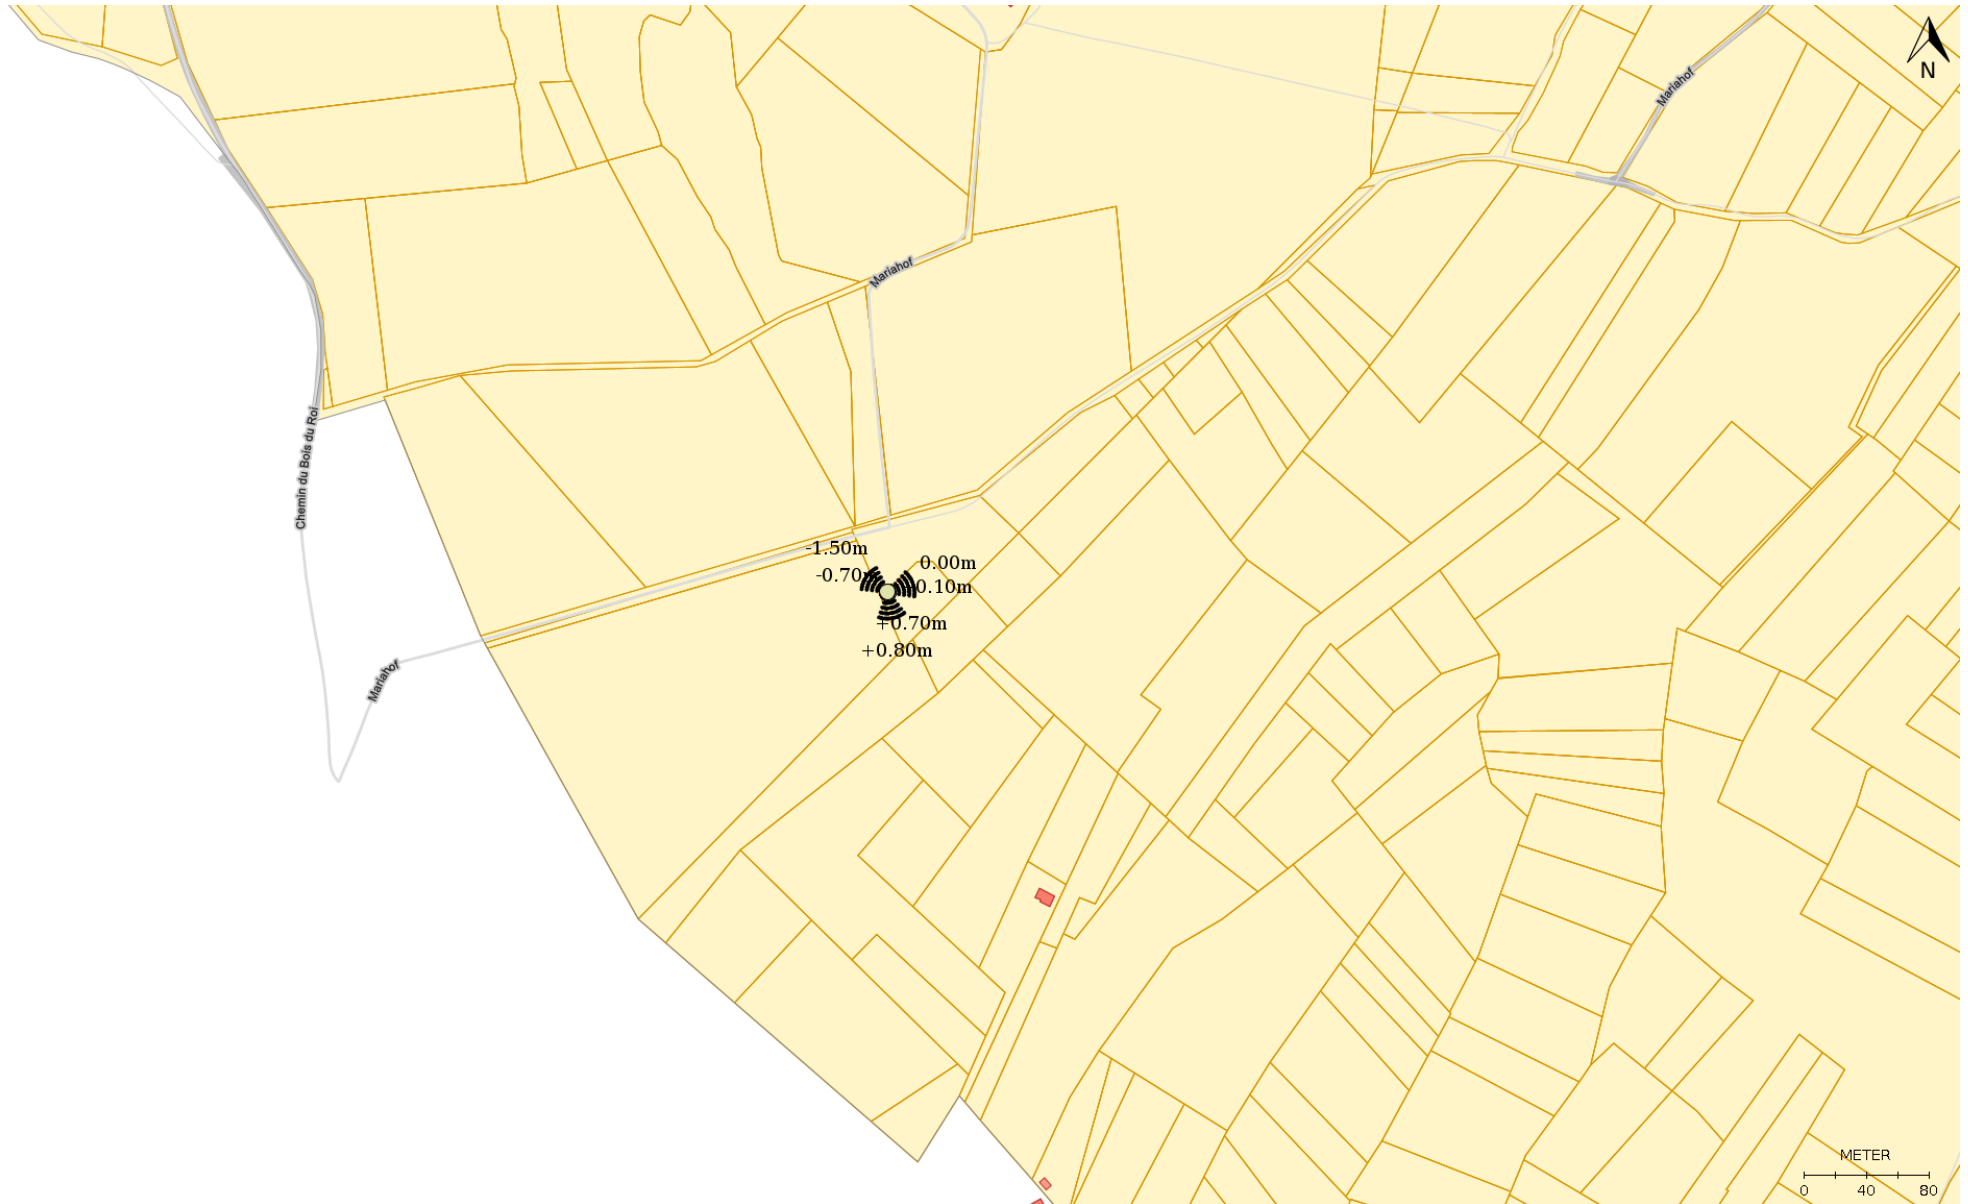 N
Mariahof
Mariahof
Chemin du Bois du Roi
-1.50m
0.00m
-0.70m
0.10m
+0.70m
+0.80m
Mariahof
METER
0 40 80